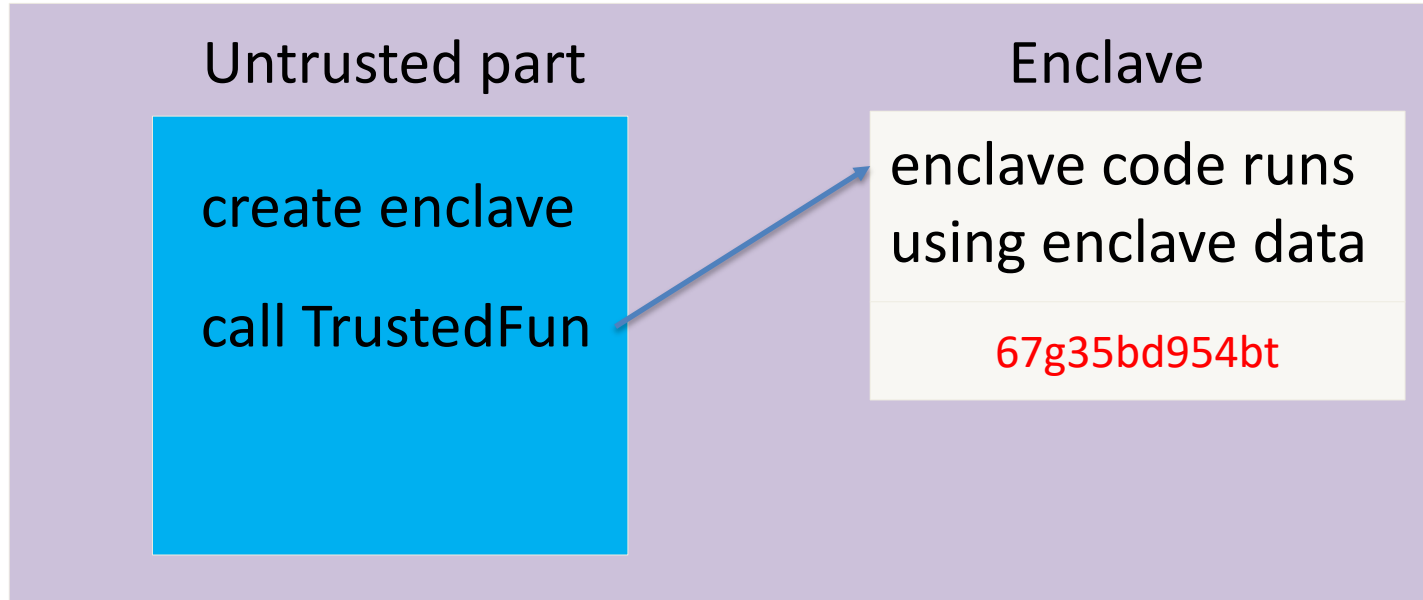 Untrusted part
create enclave
call TrustedFun
Enclave
enclave code runs
using enclave data
67g35bd954bt